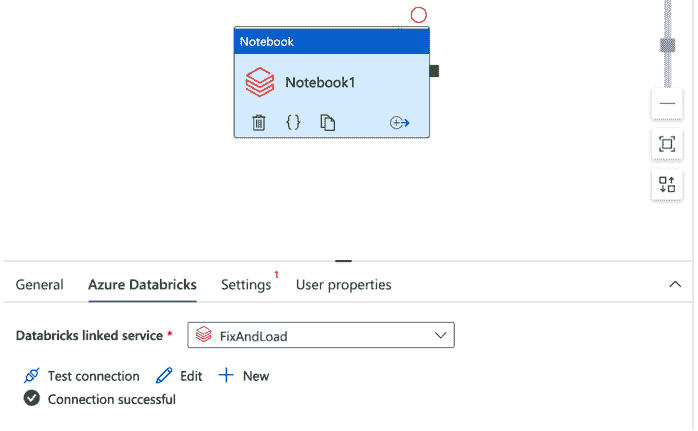 Notebook
Notebook1
{}
General Azure Databricks Settings 1 User properties
Databricks linked service * FixAndLoad
Test connection Edit New
Connection successful